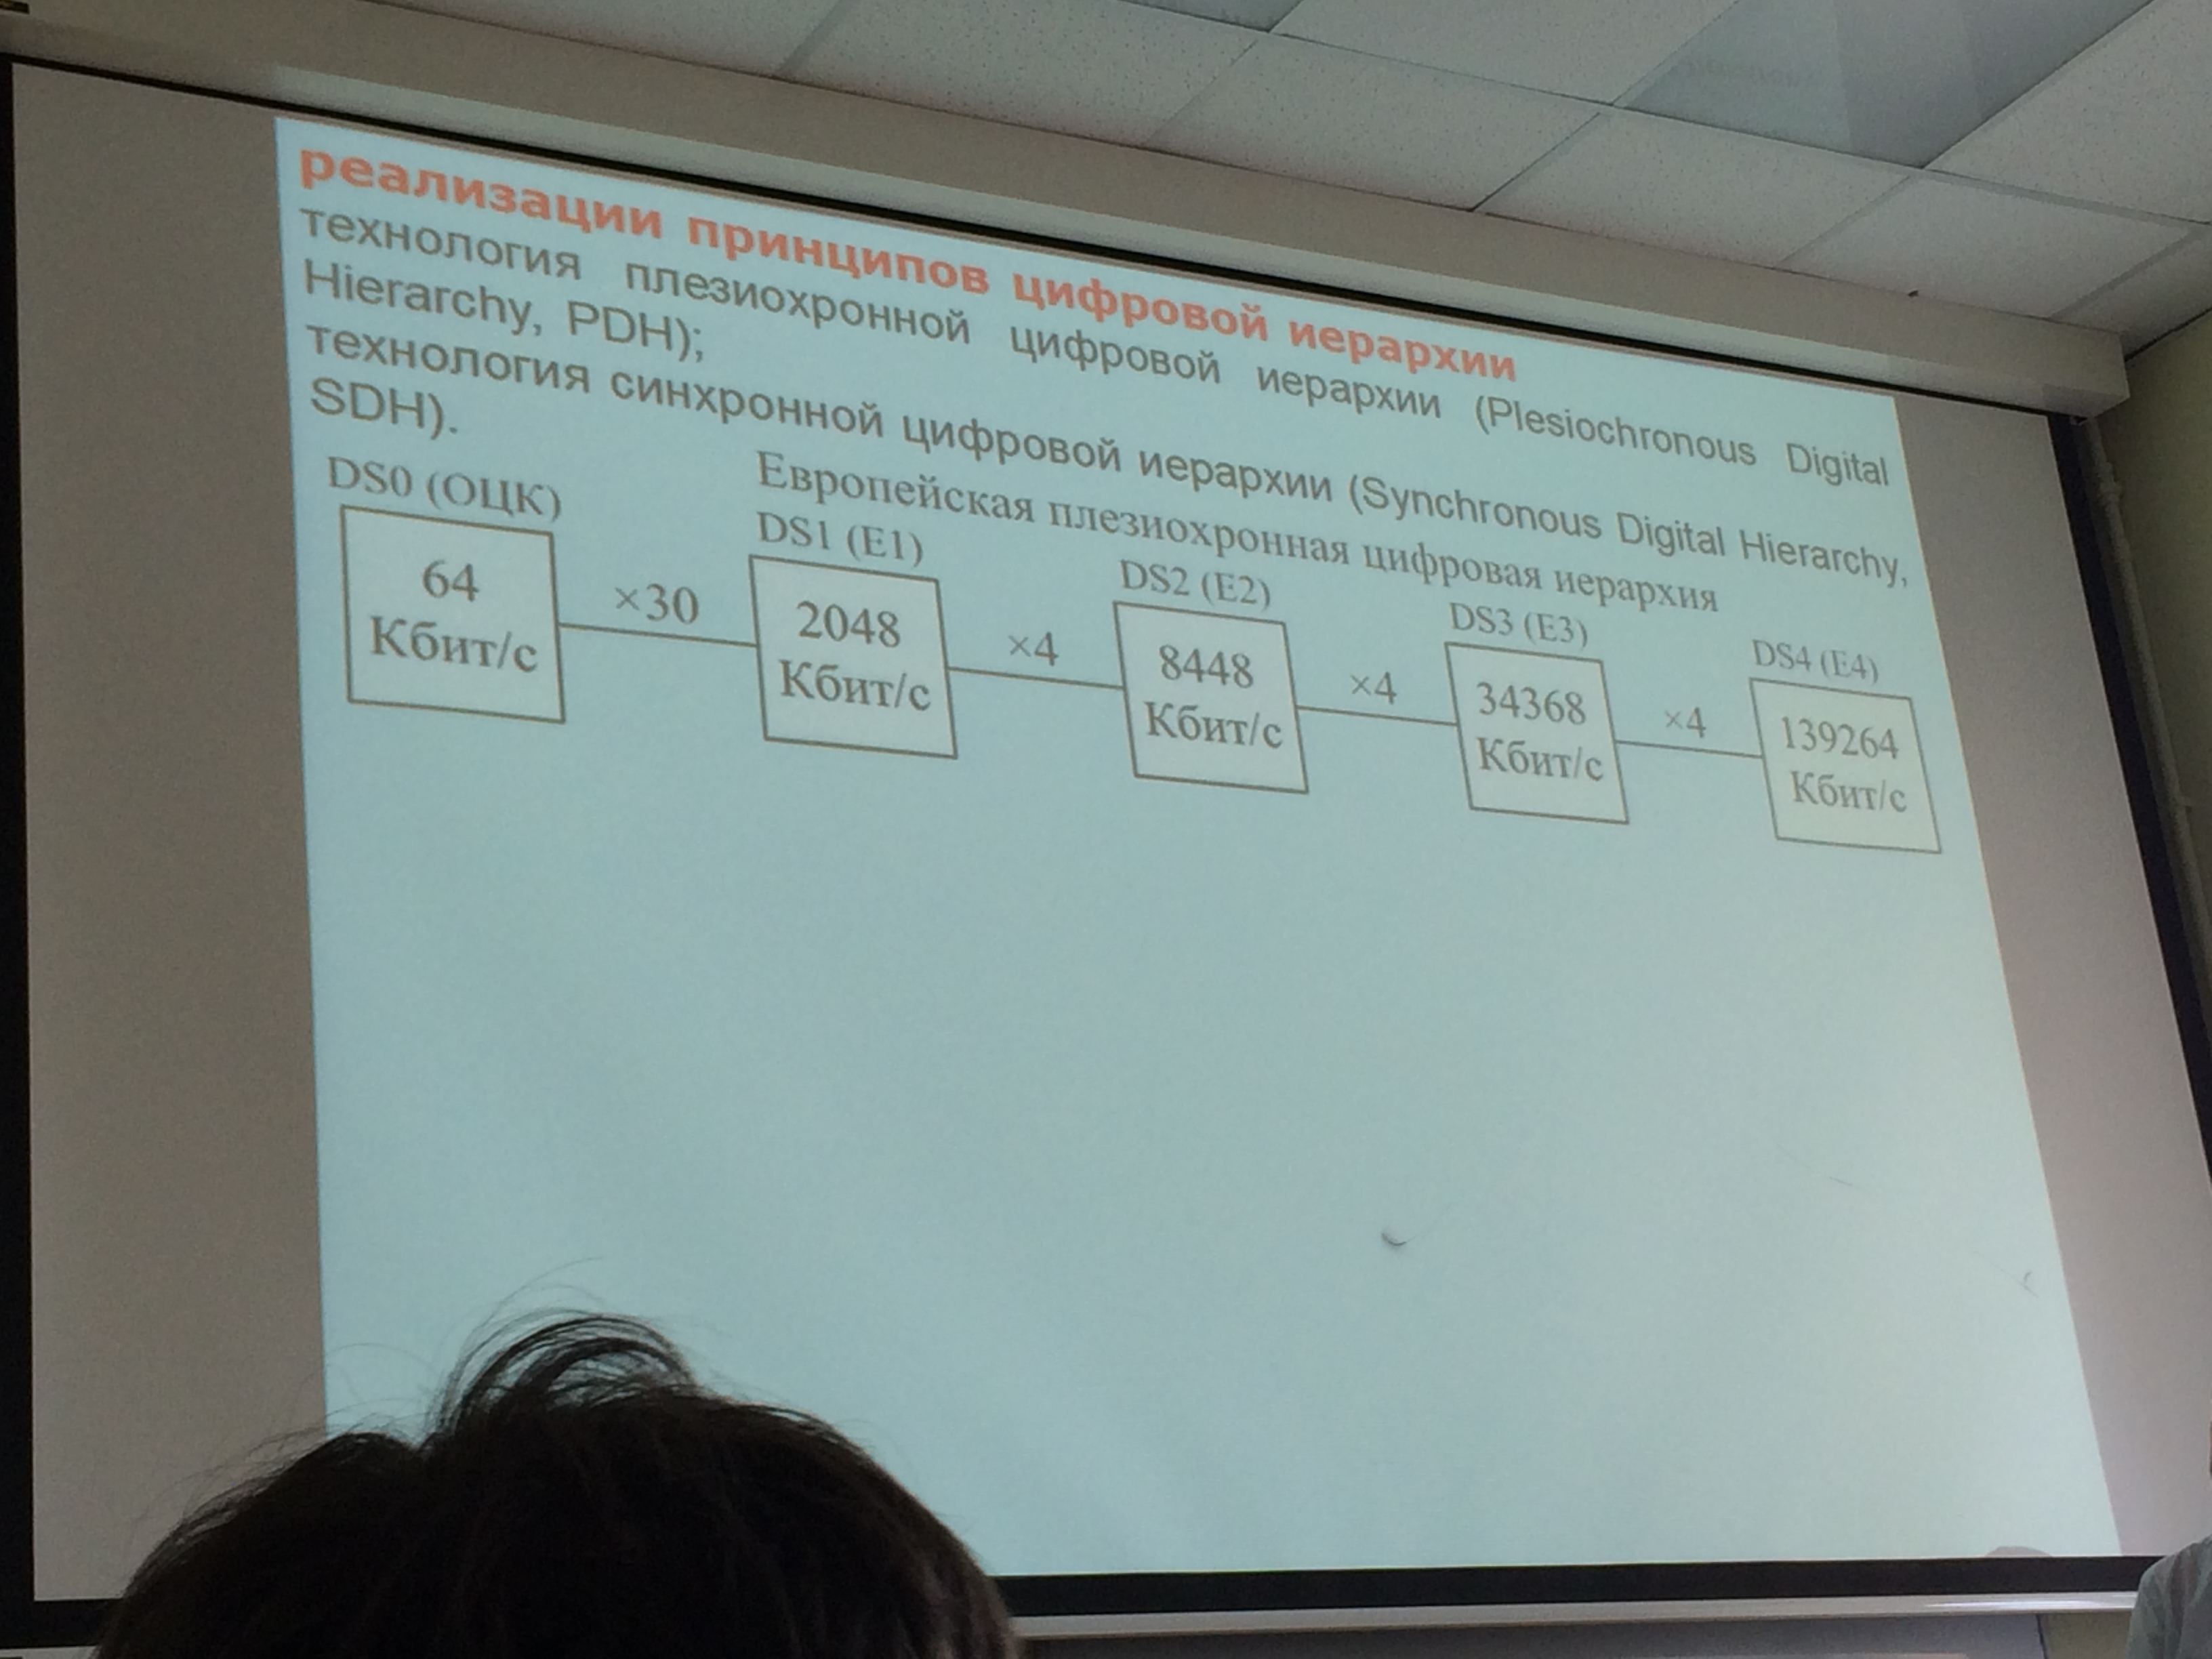 реализации принципов цифровой иерархии
технология плезиохронной цифровой иерархии (Plesiochronous Digital
Hierarchy, PDH);
технология синхронной цифровой иерархии (Synchronous Digital Hierarchy,
SDH).
Европейская плезиохронная цифровая иерархия
DS0 (ОЦК)
64
Кбит/с
×30
DS1 (E1)
2048
Кбит/с
×4
DS2 (E2)
8448
Кбит/с
×4
DS3 (E3)
34368
Кбит/с
×4
DS4 (E4)
139264
Кбит/с